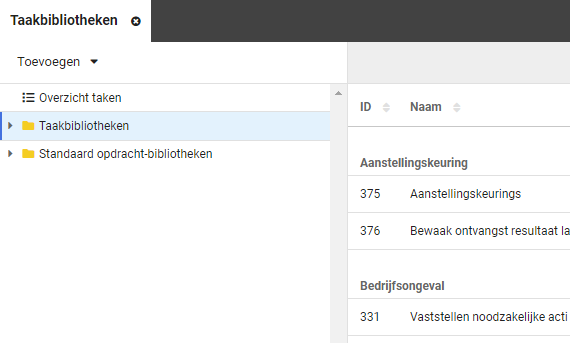 Taakbibliotheken
Toevoegen
Overzicht taken
Taakbibliotheken
Standaard opdracht-bibliotheken
ID Naam
Aanstellingskeuring
375 Aanstellingskeurings
376 Bewaak ontvangst resultaat la
Bedrijfsongeval
331 Vaststellen noodzakelijke acti